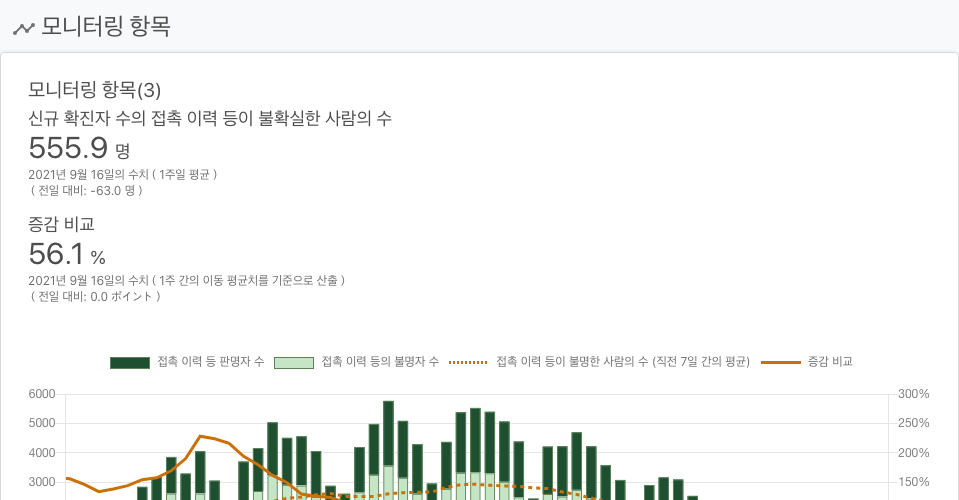 모니터링 항목
모니터링 항목(3)
신규 확진자 수의 접촉 이력 등이 불확실한 사람의 수
555.9 명
2021년 9월 16일의 수치 ( 1주일 평균 )
( 전일 대비: -63.0 명 )
증감 비교
56.1 %
2021년 9월 16일의 수치 ( 1주 간의 이동 평균치를 기준으로 산출 )
( 전일 대비: 0.0 ポイント )
접촉 이력 등 판명자 수 접촉 이력 등의 불명자 수 접촉 이력 등이 불명한 사람의 수 (직전 7일 간의 평균) 증감 비교
6000 300%
5000 250%
4000 200%
3000 150%